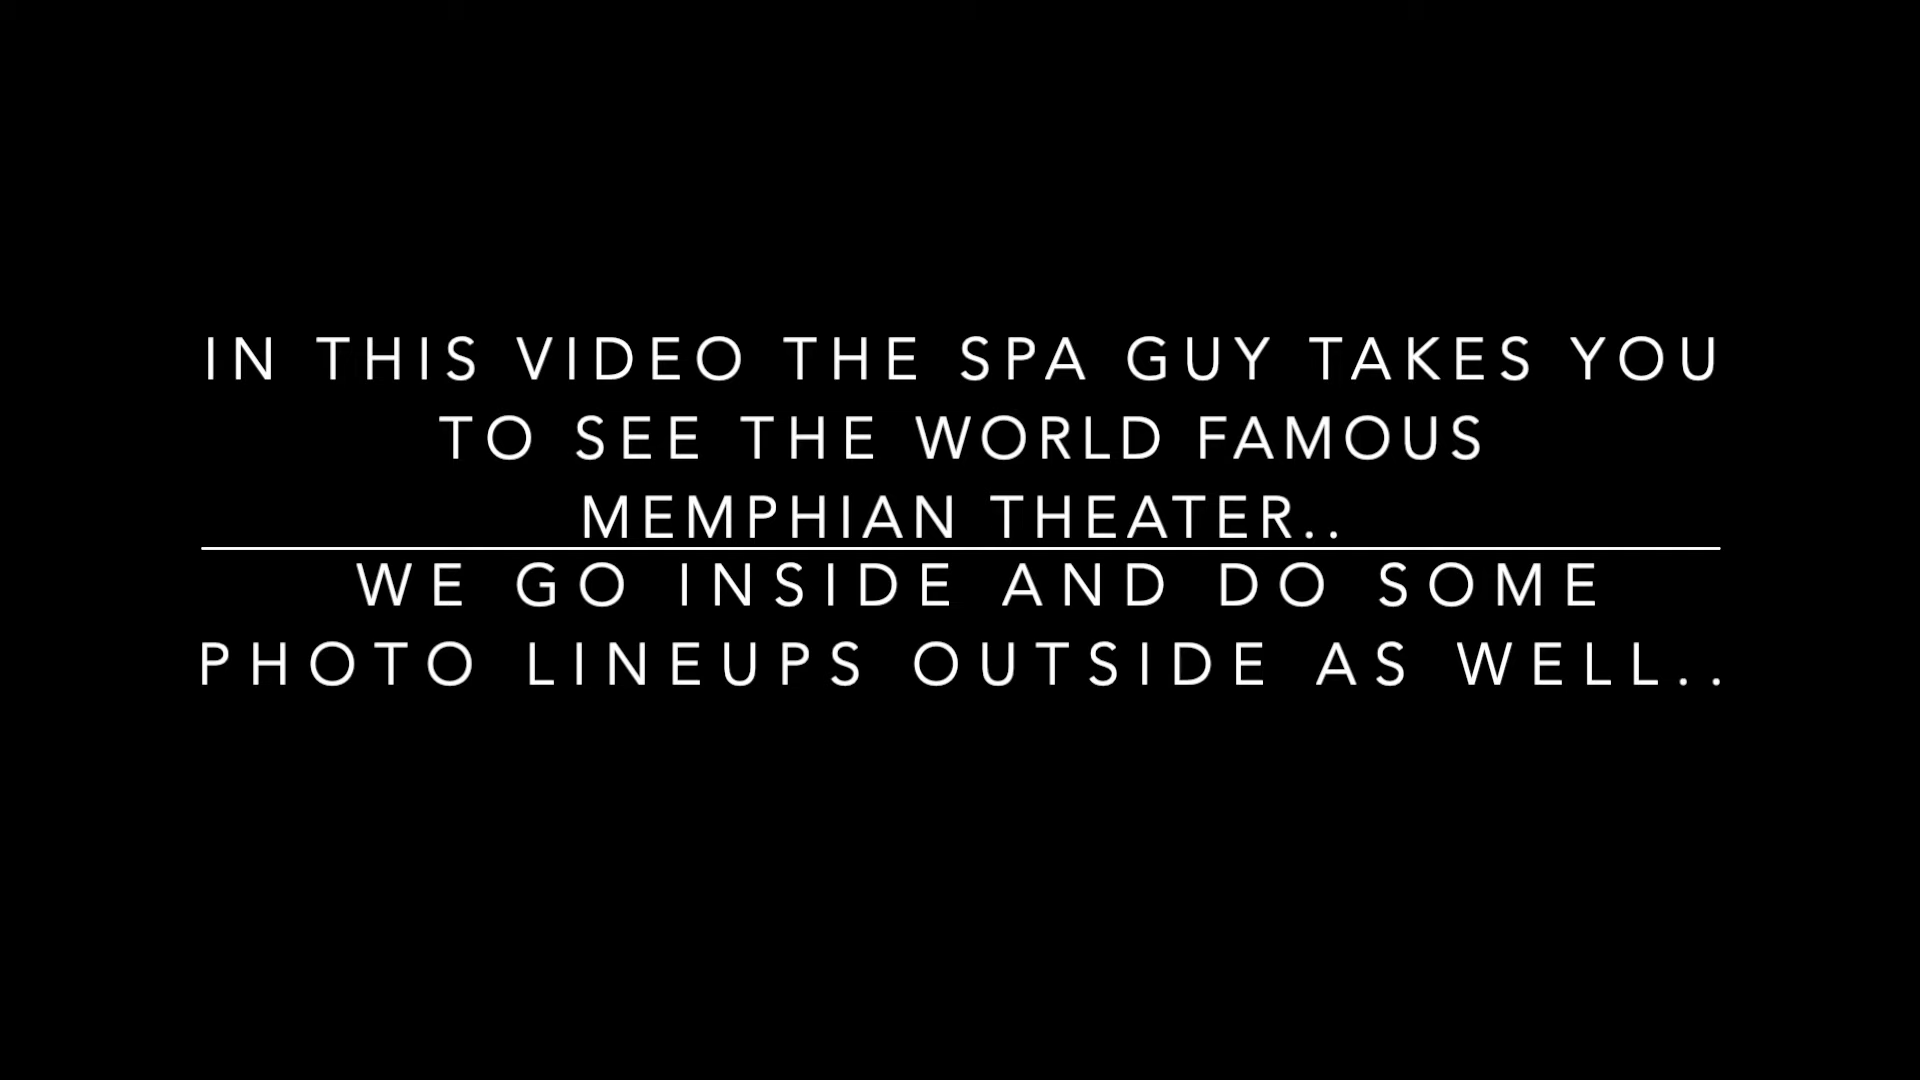 IN THIS VIDEO THE SPA GUY TAKES YOU
TO SEE THE WORLD FAMOUS
MEMPHIAN THEATER..
WE GO INSIDE AND DO SOME
PHOTO LINEUPS OUTSIDE AS WELL..